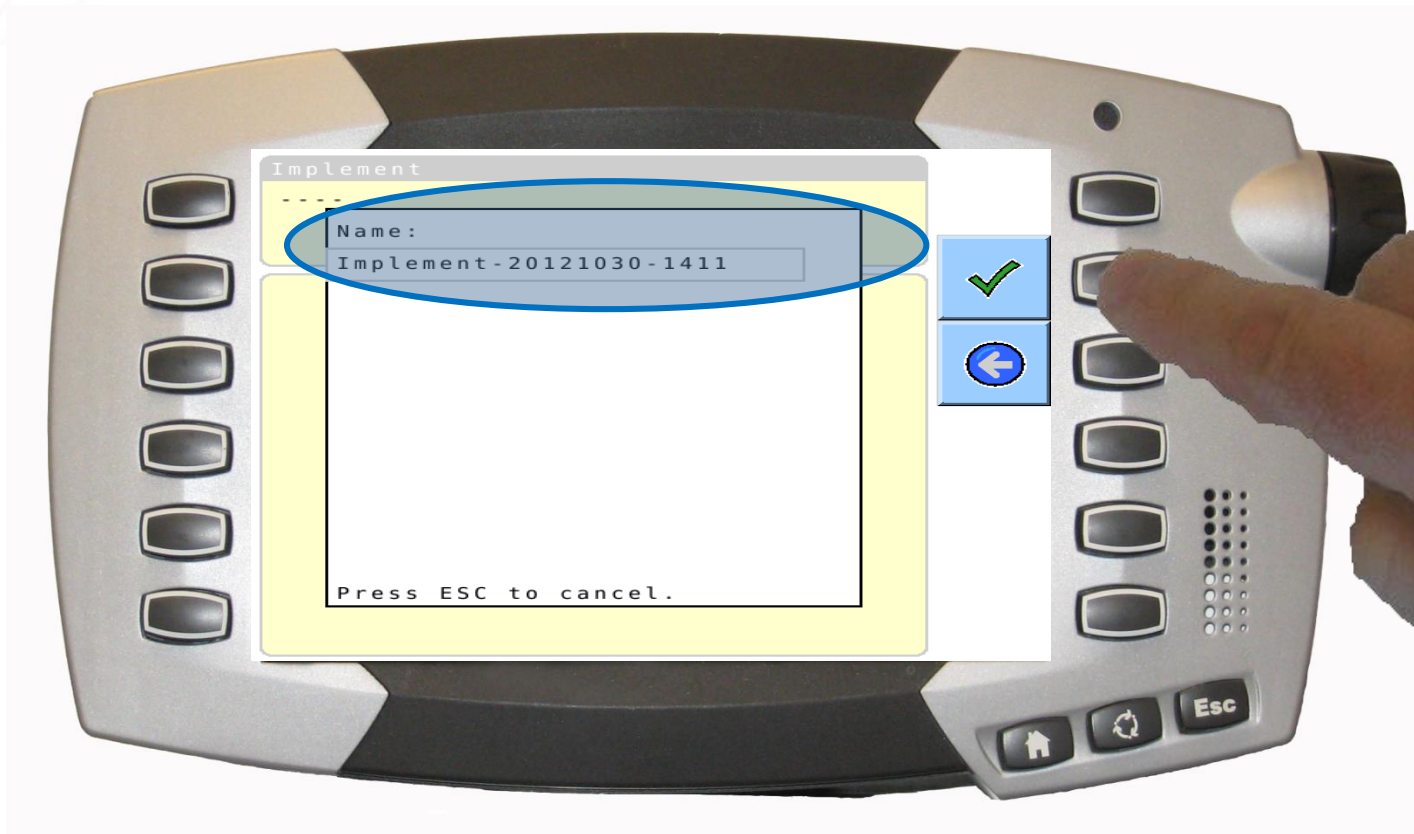 Implement
----
Name:
Implement-20121030-1411
Press ESC to cancel.
Esc